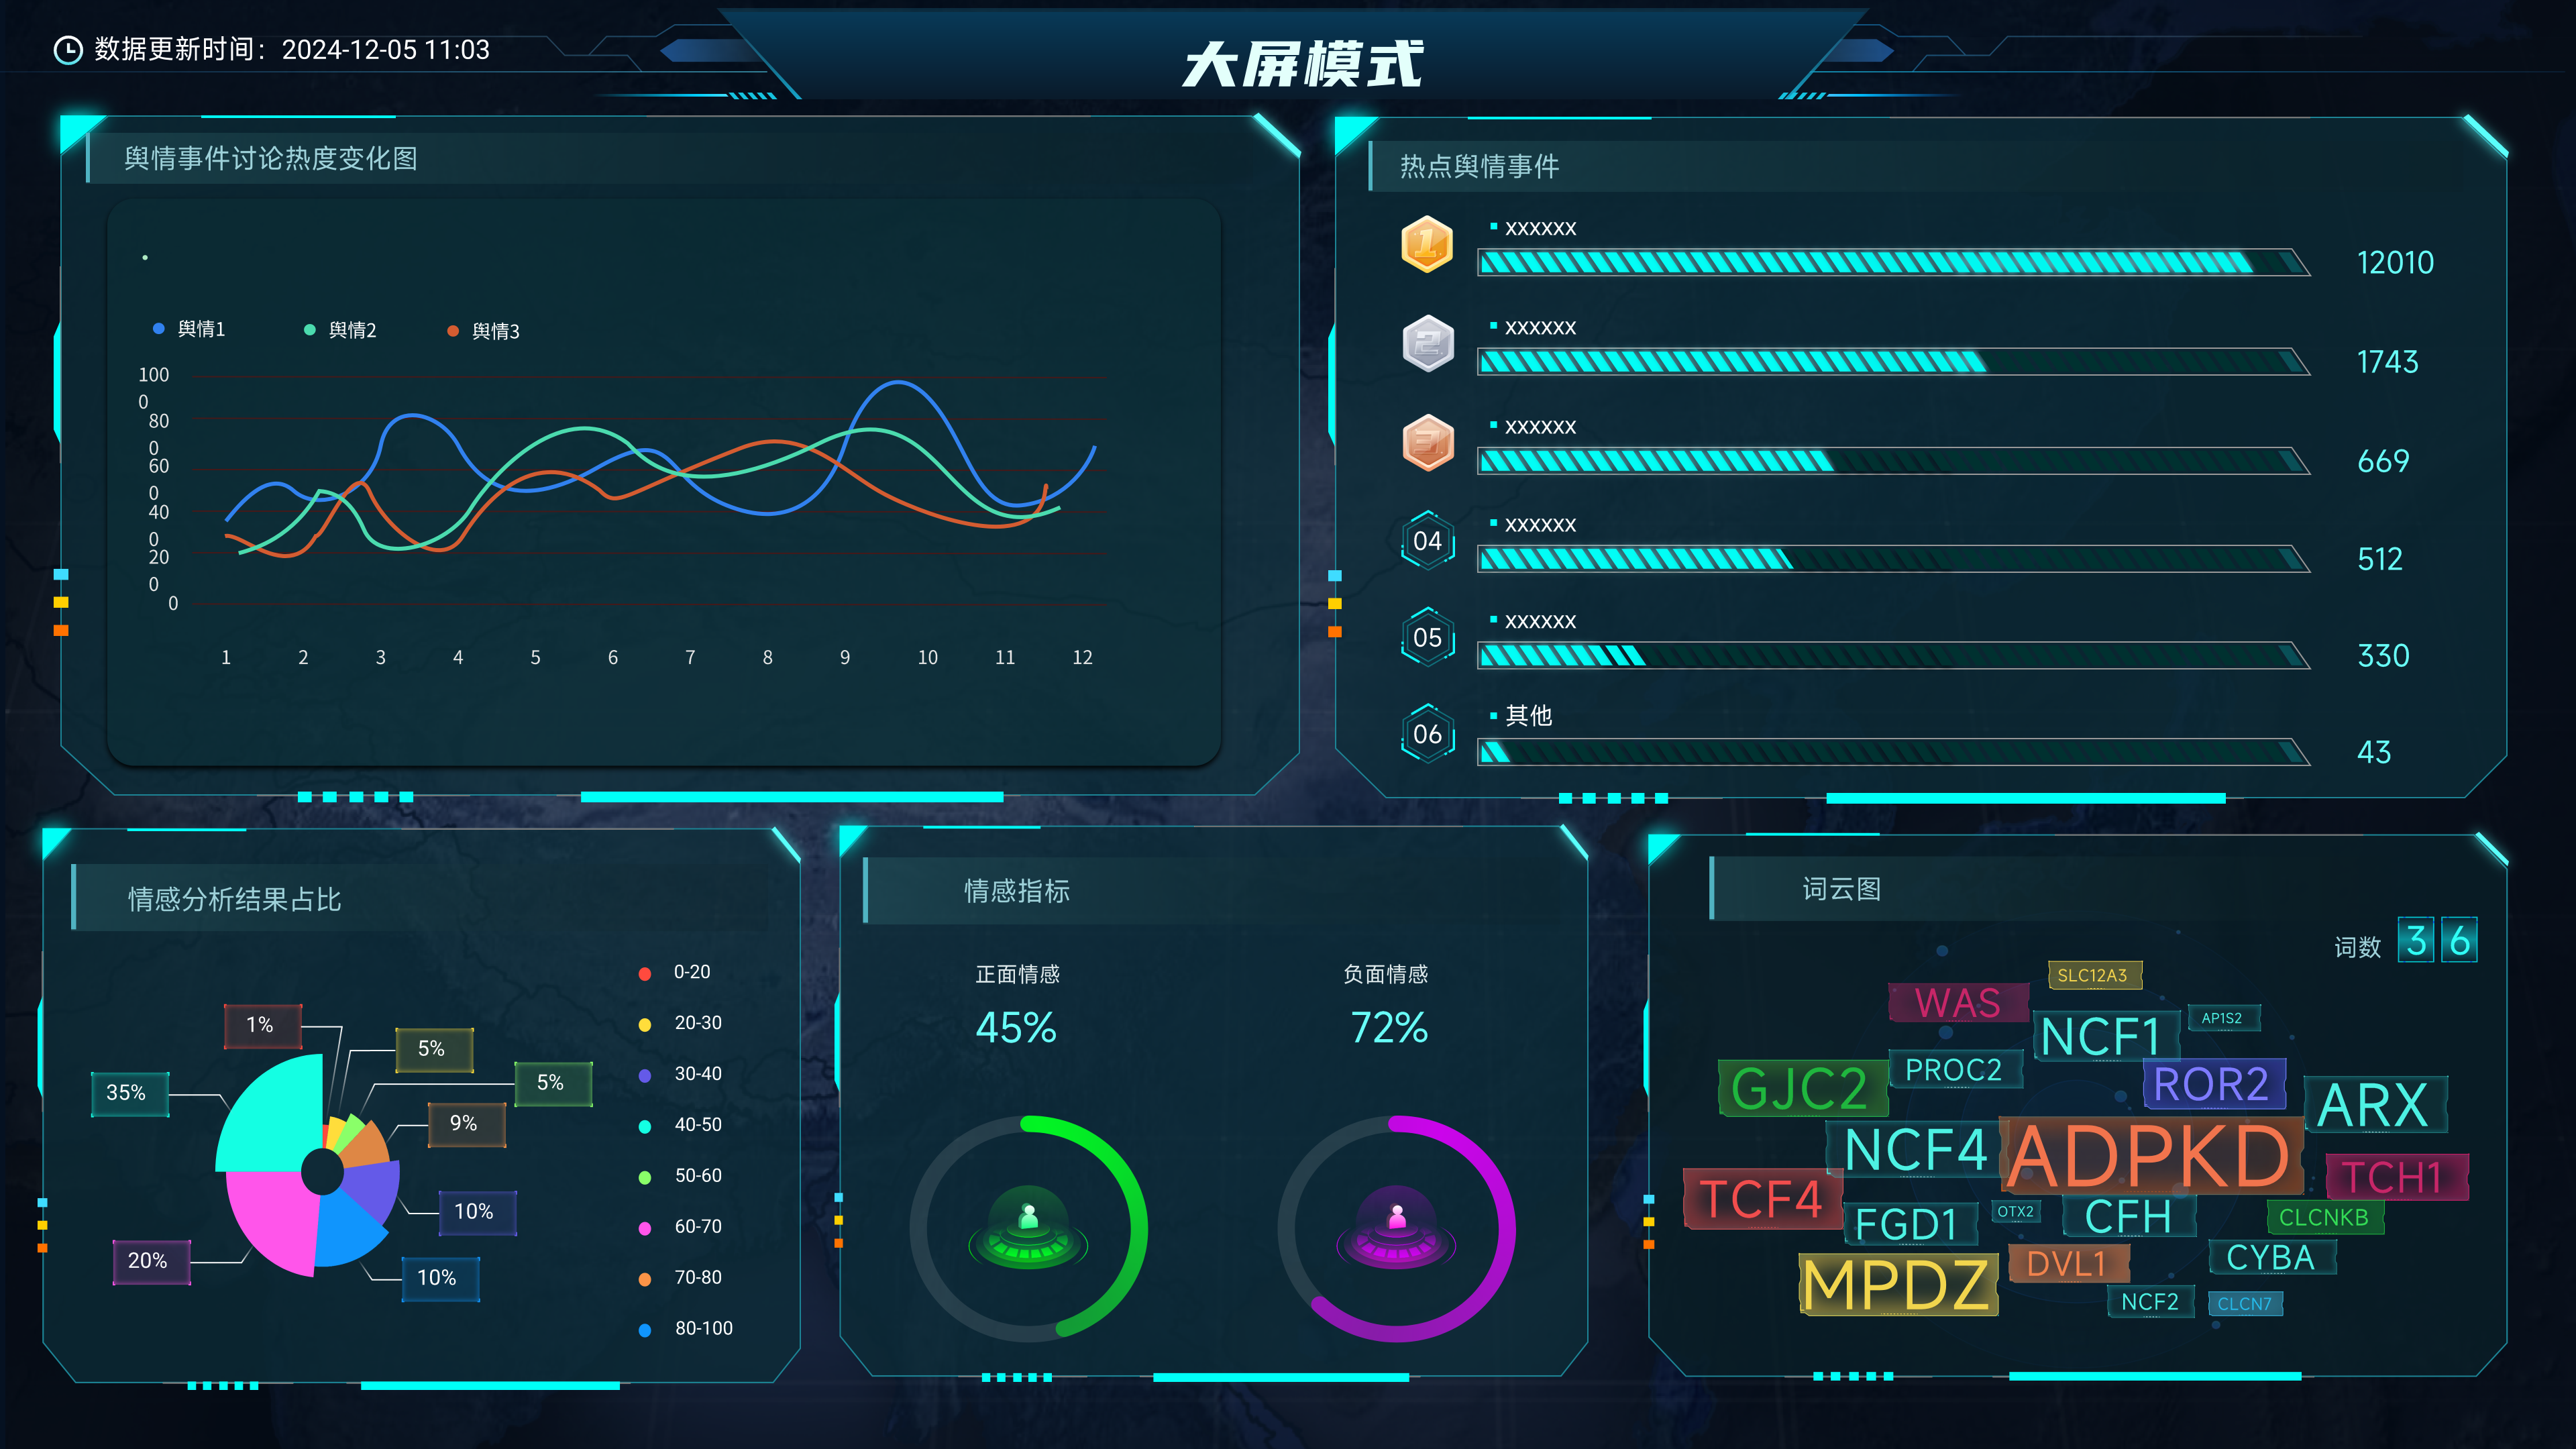 数据更新时间：2024-12-05 11:03
大屏模式
舆情事件讨论热度变化图
舆情1
舆情2
舆情3
100
0
80
0
60
0
40
0
20
0
0
1 2 3 4 5 6 7 8 9 10 11 12
热点舆情事件
1
xxxxxx
12010
2
xxxxxx
1743
3
xxxxxx
669
04
xxxxxx
512
05
xxxxxx
330
06
其他
43
情感分析结果占比
1%
5%
5%
35%
9%
10%
20%
10%
0-20
20-30
30-40
40-50
50-60
60-70
70-80
80-100
情感指标
正面情感
45%
负面情感
72%
词云图
词数 36
SLC12A3
WAS
AP1S2
NCF1
PROC2
GJC2
ROR2
ARX
NCF4
ADPKD
TCH1
TCF4
OTX2
CFH
CLCNKB
FGD1
CYBA
DVL1
MPDZ
NCF2
CLCN7